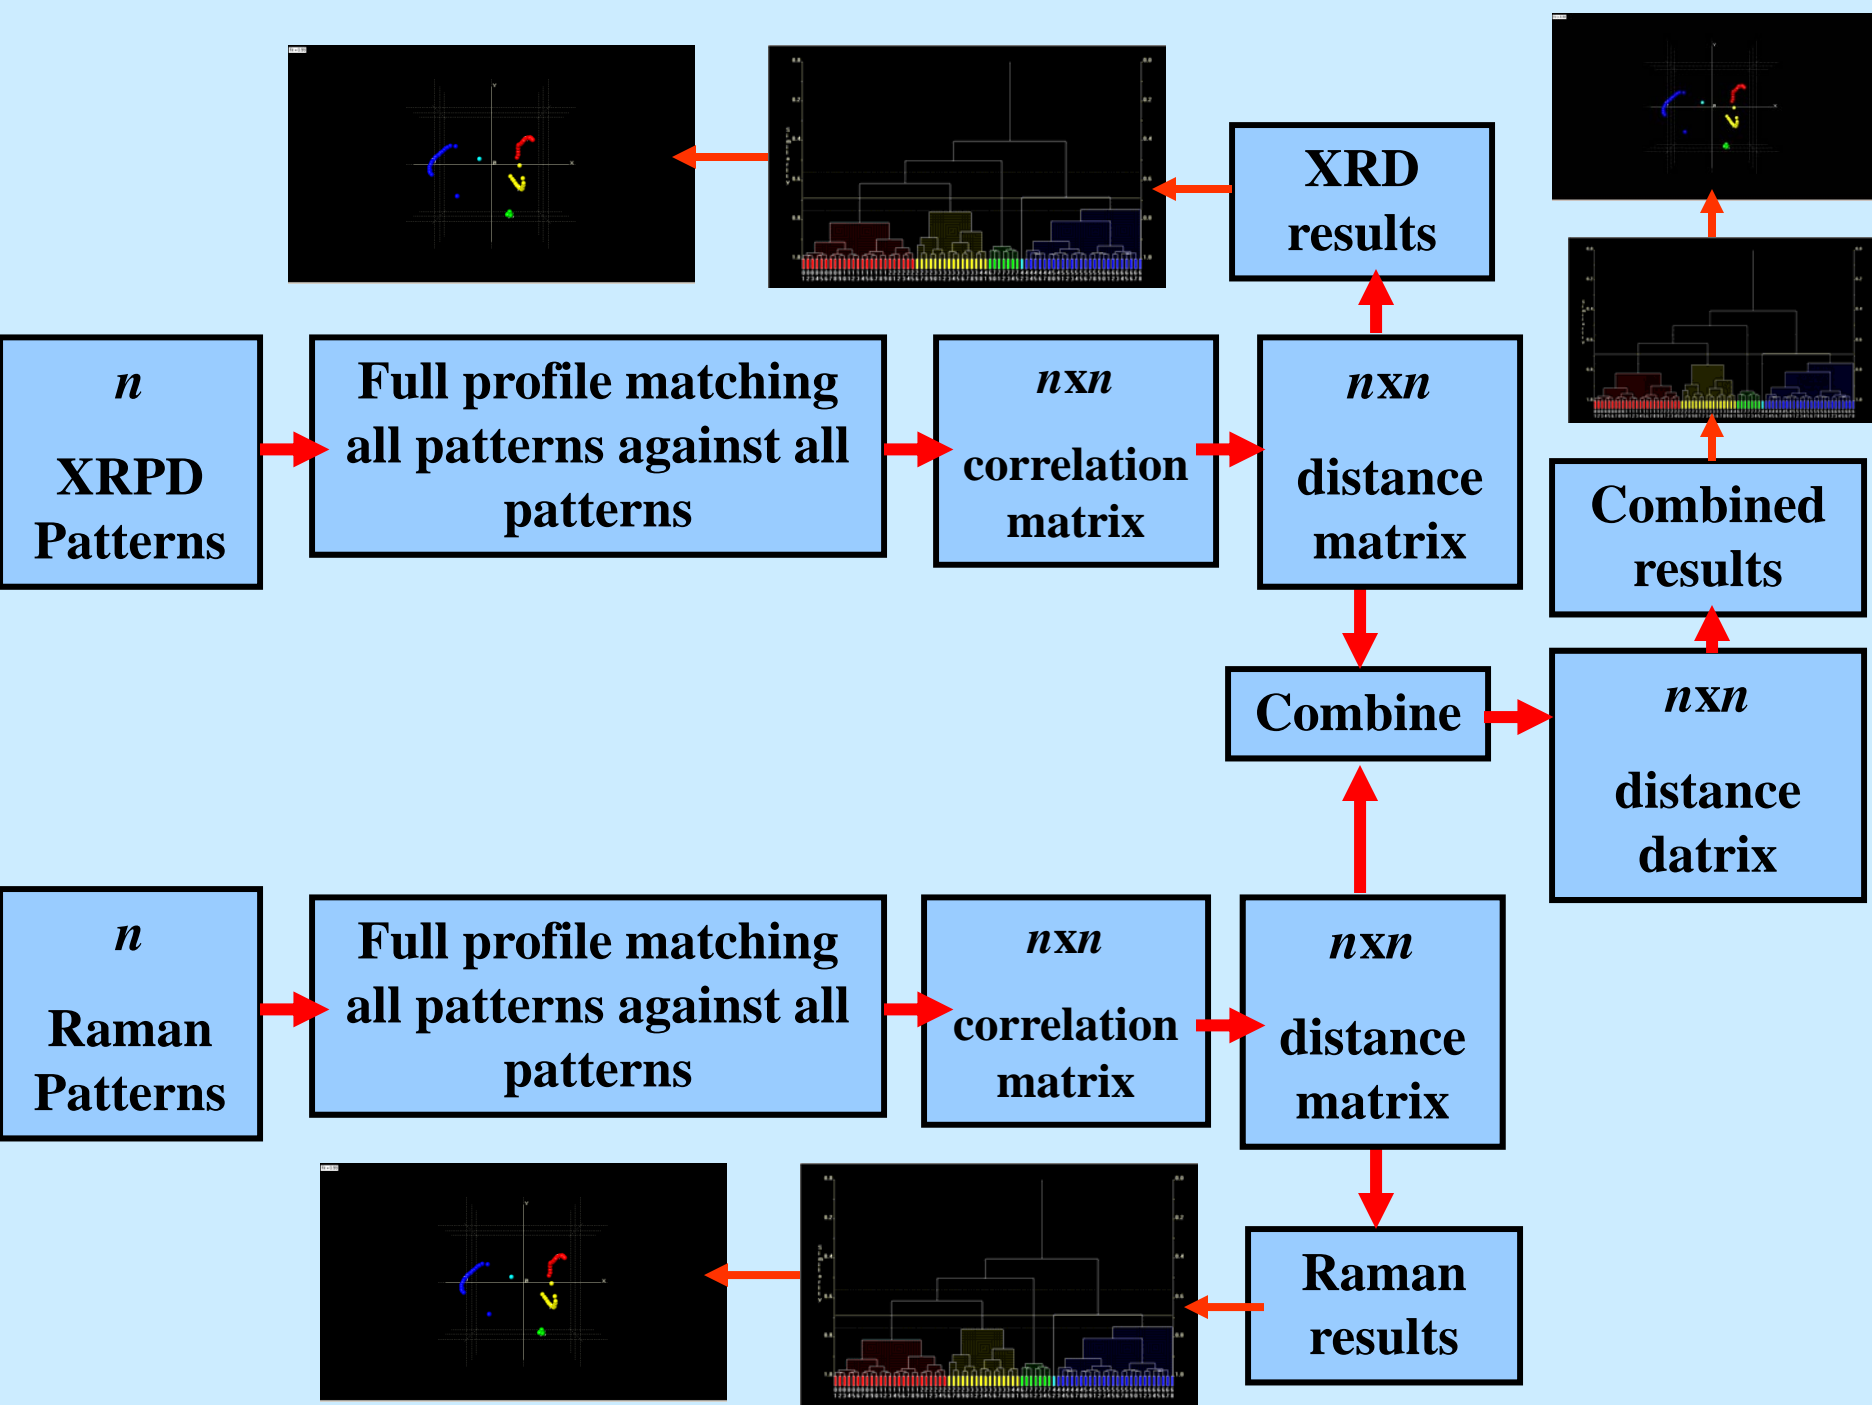 XRD
results
n
XRPD
Patterns
Full profile matching
all patterns against all
patterns
nxn
correlation
matrix
nxn
distance
matrix
Combined
results
Combine
nxn
distance
datrix
n
Raman
Patterns
Full profile matching
all patterns against all
patterns
nxn
correlation
matrix
nxn
distance
matrix
Raman
results